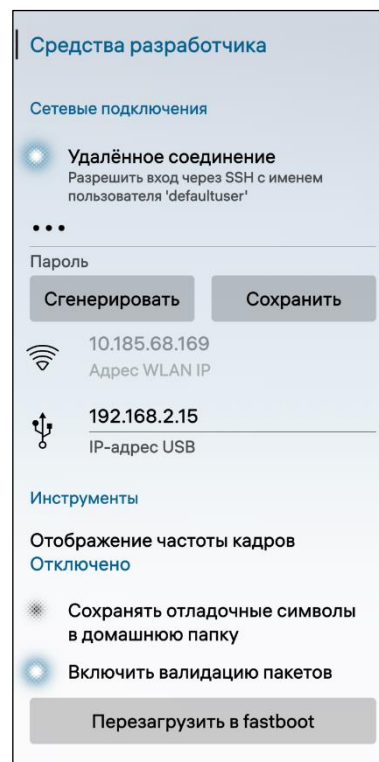 Средства разработчика
Сетевые подключения
Удалённое соединение
Разрешить вход через SSH с именем
пользователя 'defaultuser'
•••
Пароль
Сгенерировать Сохранить
10.185.68.169
Адрес WLAN IP
192.168.2.15
IP-адрес USB
Инструменты
Отображение частоты кадров
Отключено
Сохранять отладочные символы
в домашнюю папку
Включить валидацию пакетов
Перезагрузить в fastboot